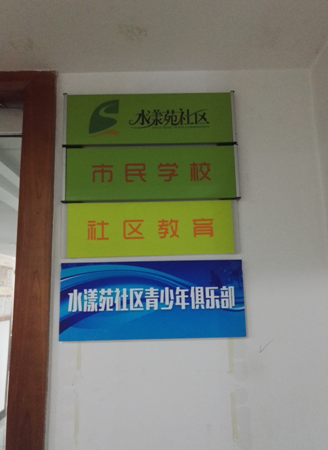 水漾苑社区
市民学校
社区教育
水漾苑社区青少年俱乐部